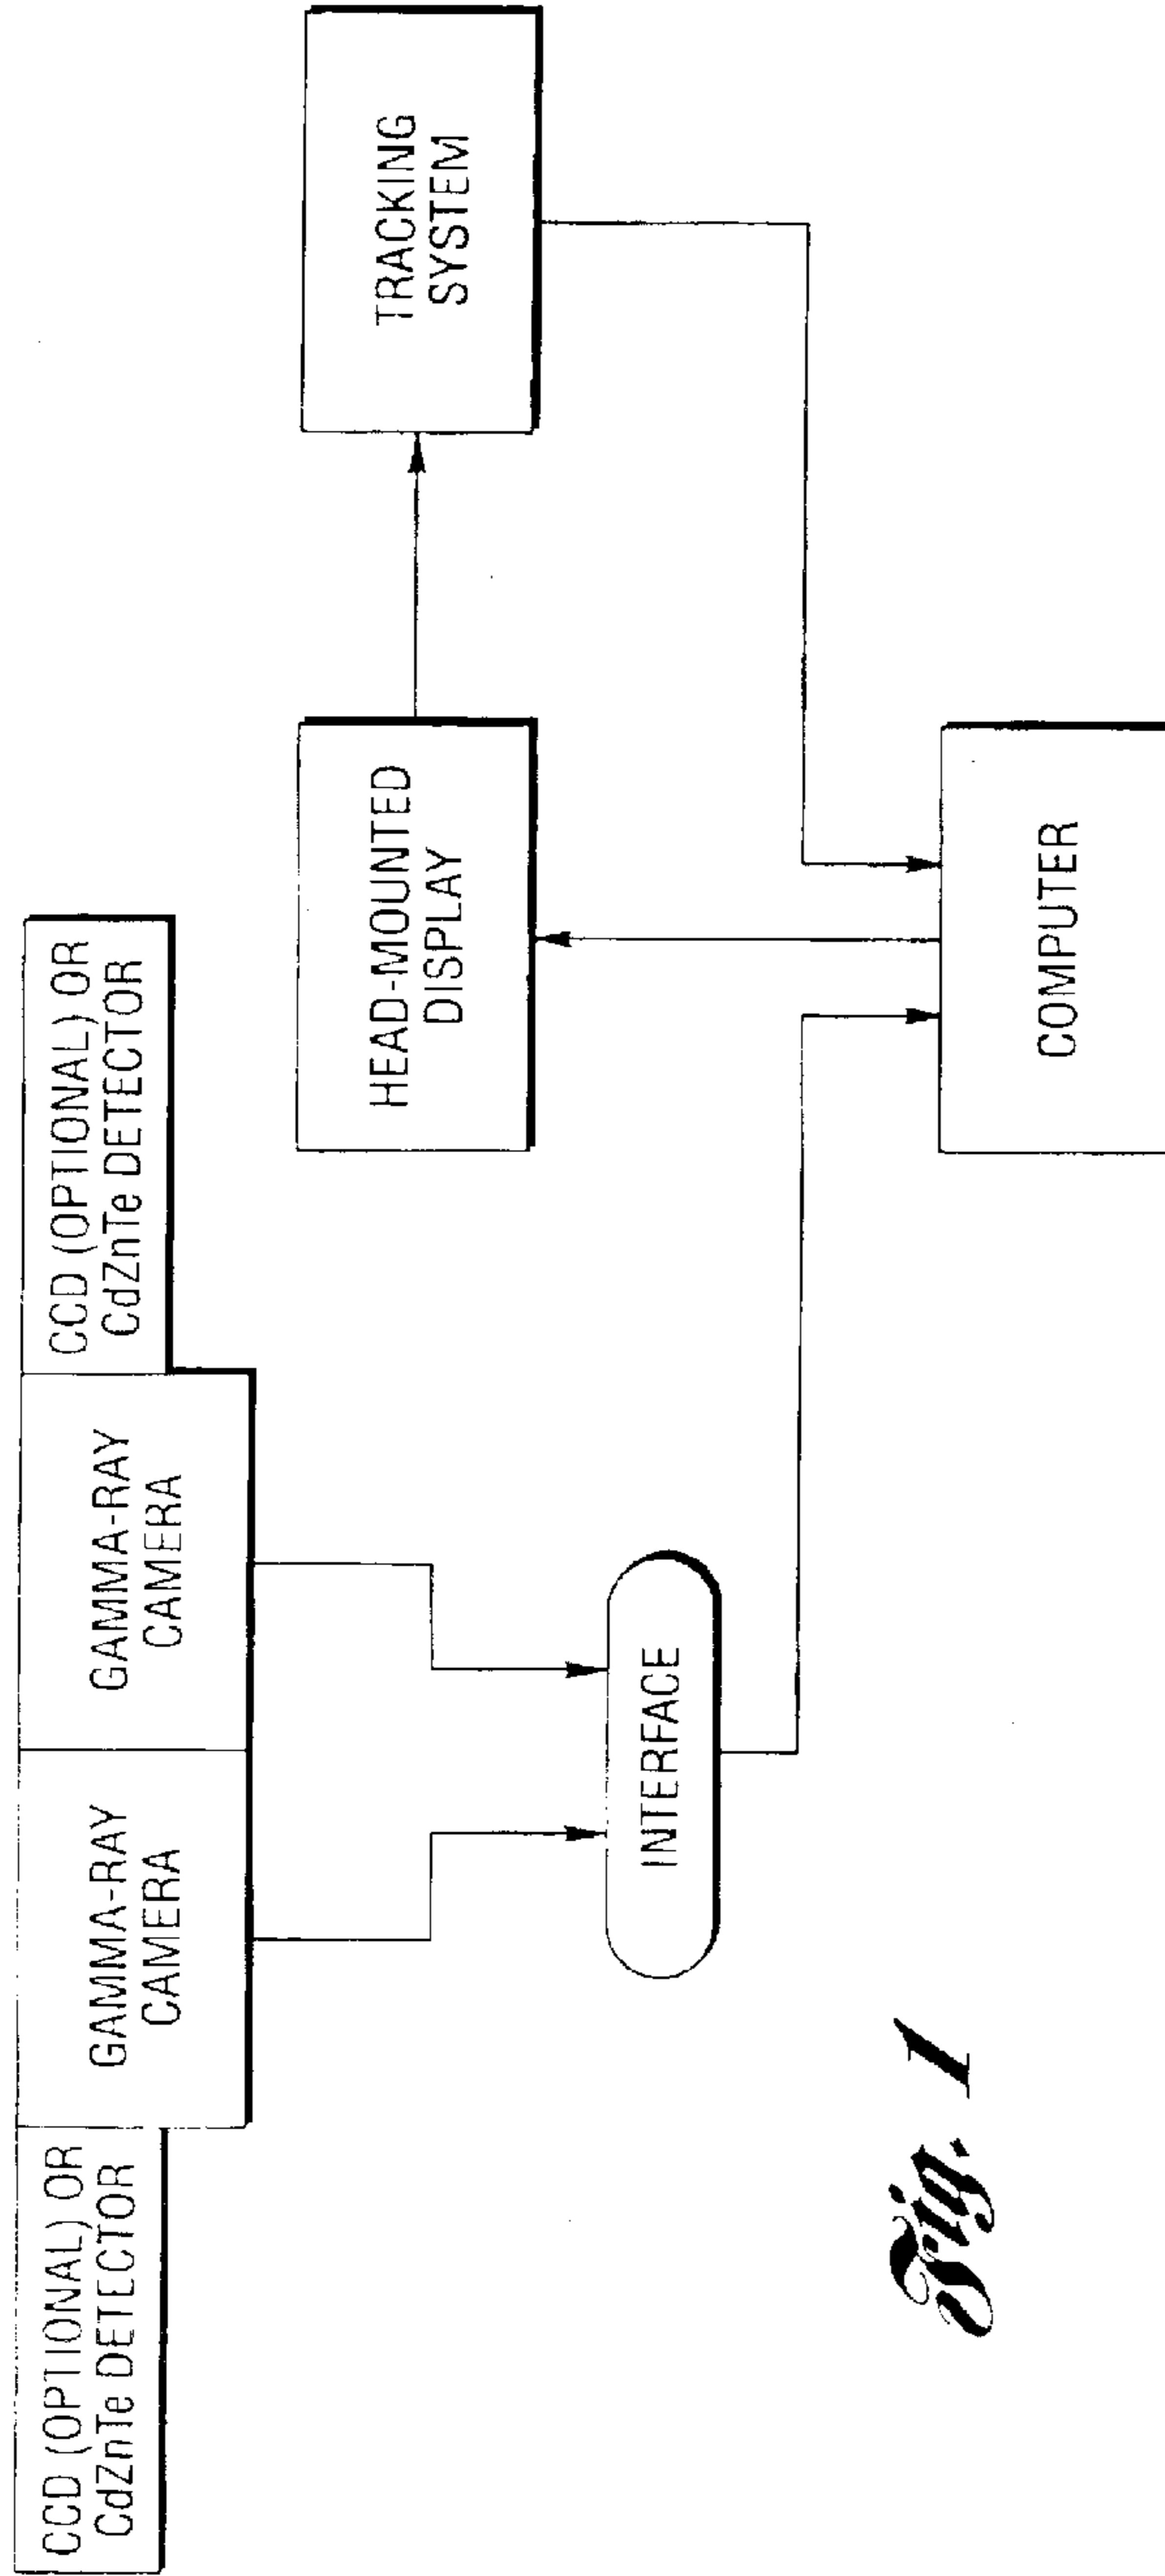 CCD (OPTIONAL) OR
CdZnTe DETECTOR
GAMMA-RAY
CAMERA
GAMMA-RAY
CAMERA
CCD (OPTIONAL) OR
CdZnTe DETECTOR
HEAD-MOUNTED
DISPLAY
TRACKING
SYSTEM
INTERFACE
COMPUTER
Fig. 1